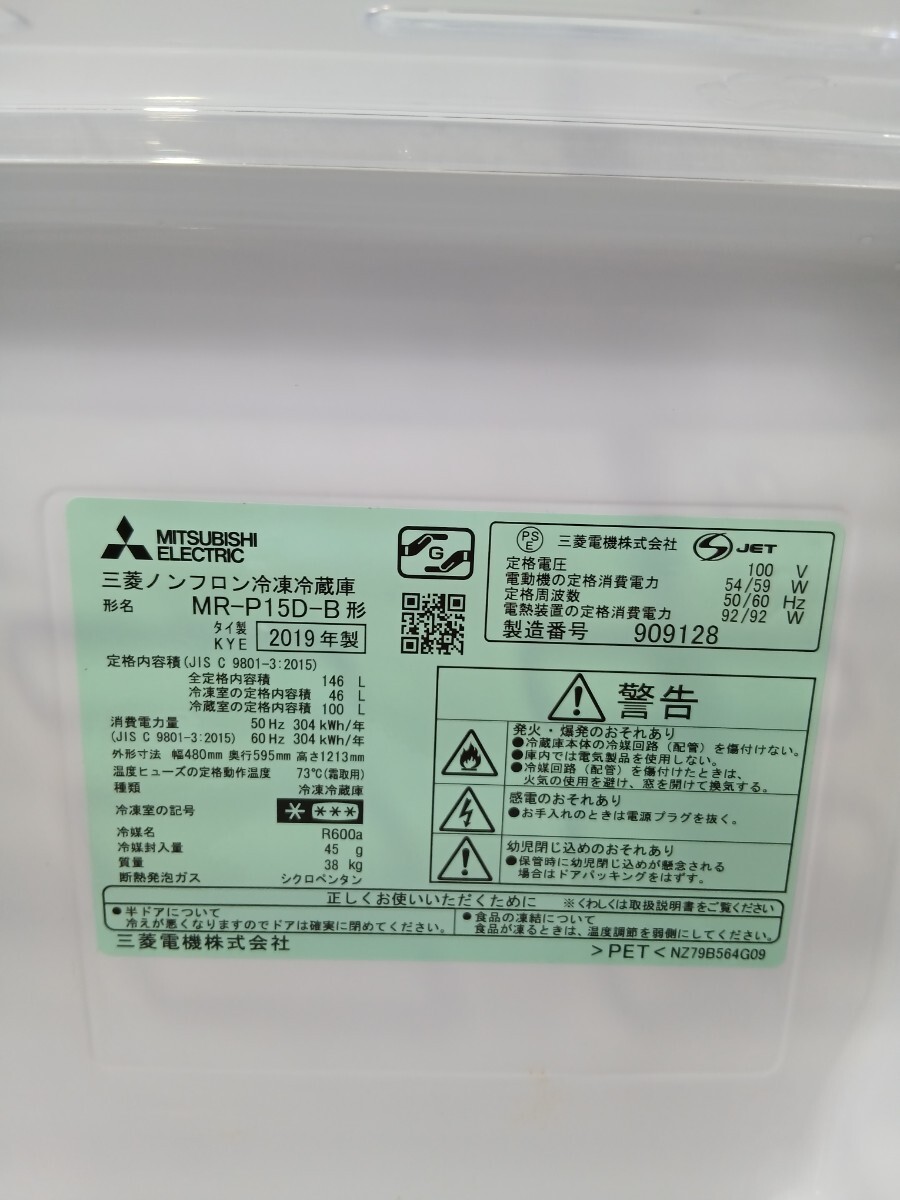 MITSUBISHI
ELECTRIC
三菱ノンフロン冷凍冷蔵庫
形名 MR-P15D-B 形
タイ製
KYE
2019年製
定格内容積(JIS C 9801-3:2015)
全定格内容積 146 L
冷凍室の定格内容積 46 L
冷蔵室の定格内容積 100 L
消費電力量 50Hz 304 kWh/年
(JIS C 9801-3:2015) 60Hz 304 kWh/年
外形寸法 幅480mm 奥行595mm 高さ1213mm
温度ヒューズの定格動作温度 73℃(霜取用)
種類 冷凍冷蔵庫
冷凍室の記号
冷媒名 R600a
冷媒封入量 45 g
質量 38 kg
断熱発泡ガス シクロペンタン
G
PS
E
三菱電機株式会社
JET
定格電圧 100 V
電動機の定格消費電力 54/59 W
定格周波数 50/60 Hz
電熱装置の定格消費電力 92/92 W
製造番号 909128
警告
発火・爆発のおそれあり
●冷蔵庫本体の冷媒回路(配管)を傷付けない。
●庫内では電気製品を使用しない。
●冷媒回路(配管)を傷付けたときは、
火気の使用を避け、窓を開けて換気する。
感電のおそれあり
●お手入れのときは電源プラグを抜く。
幼児閉じ込めのおそれあり
●保管時に幼児閉じ込めが懸念される
場合はドアパッキングをはずす。
正しくお使いいただくために ※くわしくは取扱説明書をご覧ください
●半ドアについて
冷えが悪くなりますのでドアは確実に閉めてください。
●食品の凍結について
食品が凍るときは、温度調節を弱側にしてください。
三菱電機株式会社
>PET< NZ79B564G09